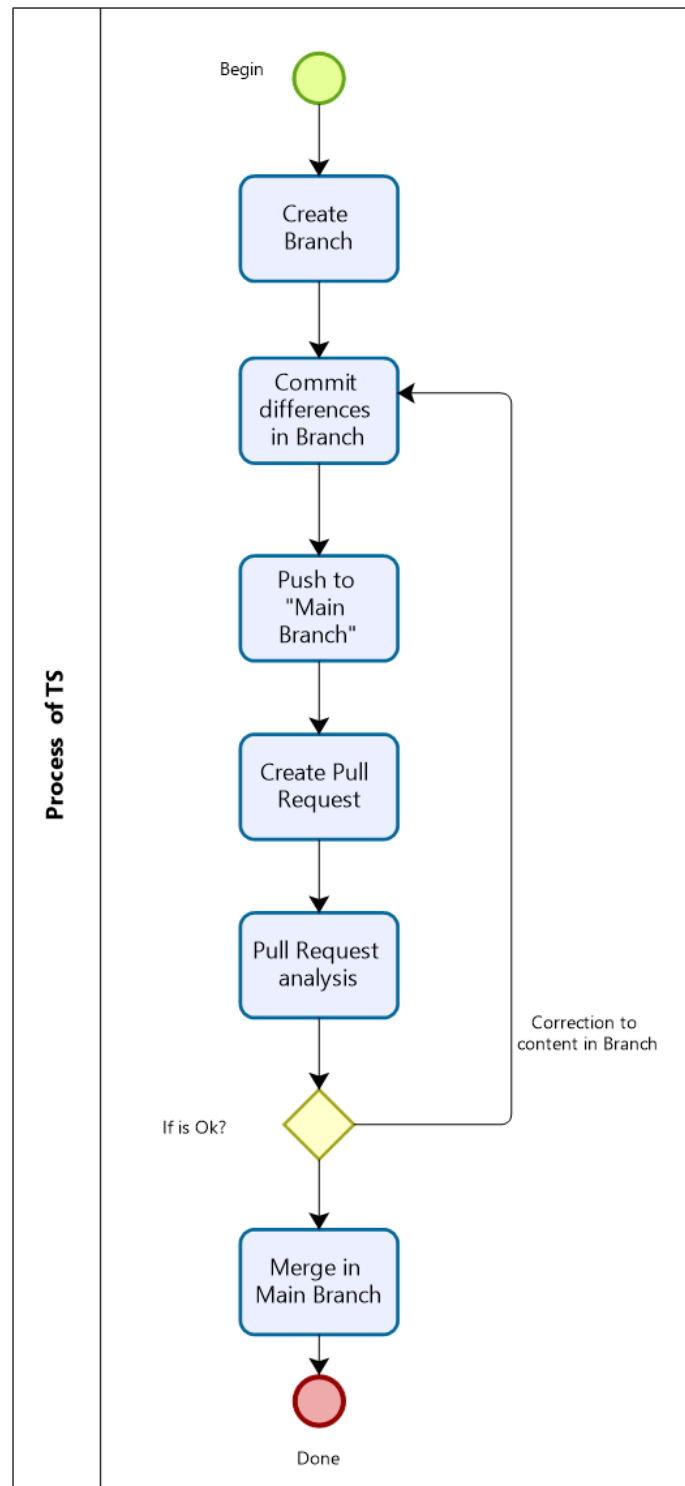 Process of TS
Begin
Create
Branch
Commit
differences
in Branch
Push to
"Main
Branch"
Create Pull
Request
Pull Request
analysis
Correction to
content in Branch
If is Ok?
Merge in
Main Branch
Done